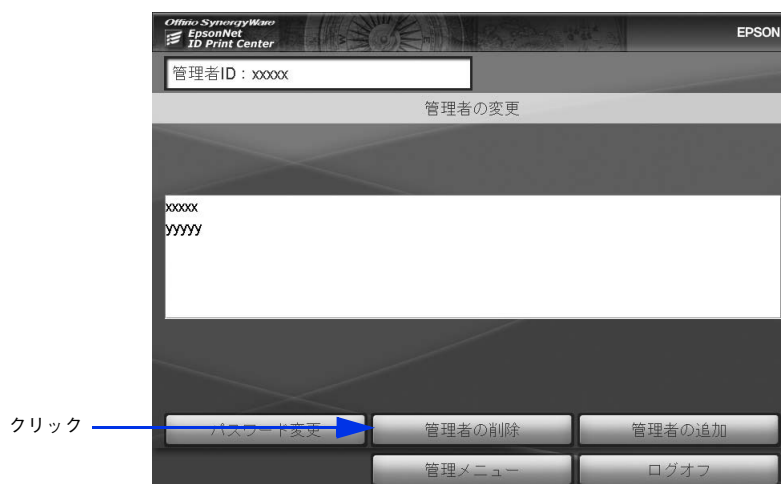 Offirio SynergyWare
EpsonNet
ID Print Center
EPSON
管理者ID：xxxxx
管理者の変更
xxxxx
yyyyy
クリック
パスワード変更
管理者の削除
管理者の追加
管理メニュー
ログオフ